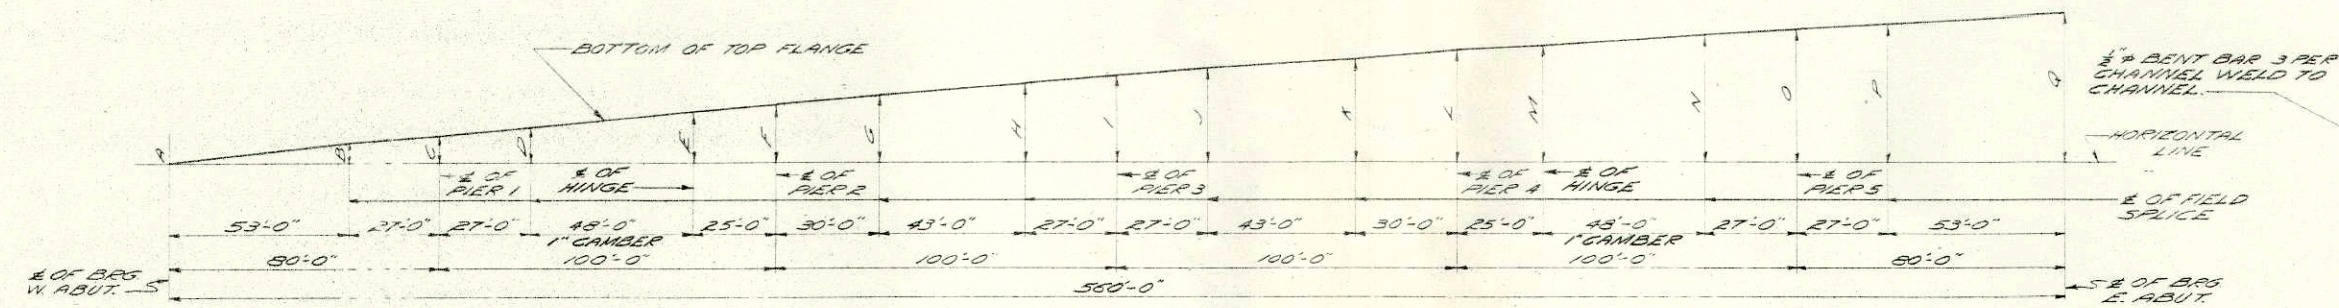 BOTTOM OF TOP FLANGE
½"⌀ BENT BAR 3 PER
CHANNEL WELD TO
CHANNEL.
A B C D E F G H I J K L M N O P Q
HORIZONTAL
LINE
℄ OF
PIER 1
℄ OF
HINGE
℄ OF
PIER 2
℄ OF
PIER 3
℄ OF
PIER 4
℄ OF
HINGE
℄ OF
PIER 5
℄ OF FIELD
SPLICE
53'-0" 27'-0" 27'-0" 48'-0" 25'-0" 30'-0" 43'-0" 27'-0" 27'-0" 43'-0" 30'-0" 25'-0" 48'-0" 27'-0" 27'-0" 53'-0"
1" CAMBER 1" CAMBER
80'-0" 100'-0" 100'-0" 100'-0" 100'-0" 80'-0"
℄ OF BRG.
W. ABUT.
560'-0"
℄ OF BRG.
E. ABUT.